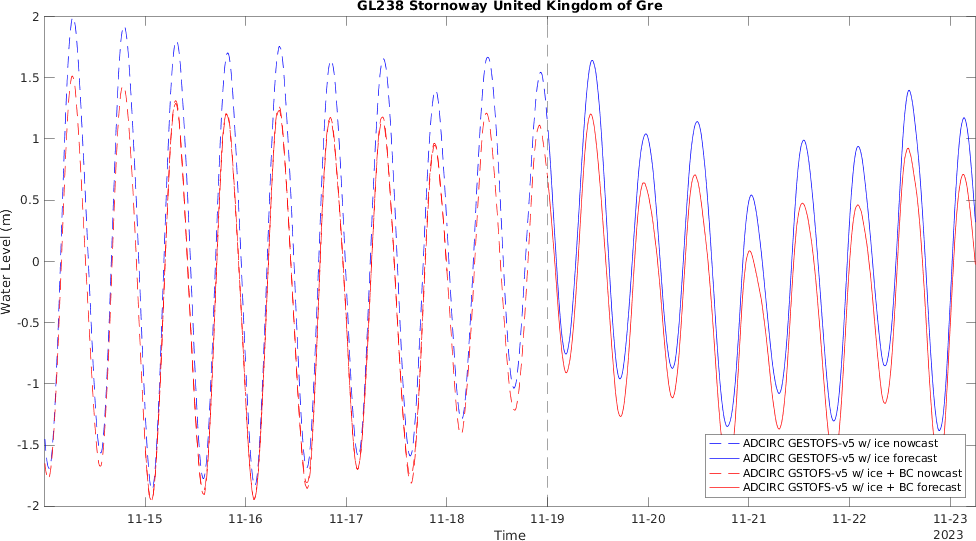 GL238 Stornoway United Kingdom of Gre
2
1.5
1
0.5
0
-0.5
-1
-1.5
-2
Water Level (m)
11-15
11-16
11-17
11-18
11-19
11-20
11-21
11-22
11-23
2023
Time
ADCIRC GESTOFS-v5 w/ ice nowcast
ADCIRC GESTOFS-v5 w/ ice forecast
ADCIRC GSTOFS-v5 w/ ice + BC nowcast
ADCIRC GSTOFS-v5 w/ ice + BC forecast